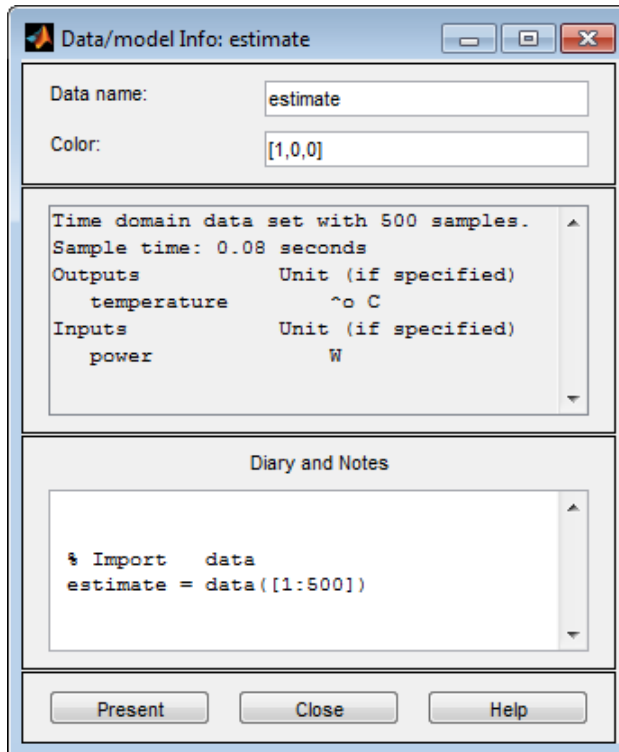 Data/model Info: estimate
Data name: estimate
Color: [1,0,0]
Time domain data set with 500 samples.
Sample time: 0.08 seconds
Outputs Unit (if specified)
temperature ^o C
Inputs Unit (if specified)
power W
Diary and Notes
% Import data
estimate = data([1:500])
Present Close Help